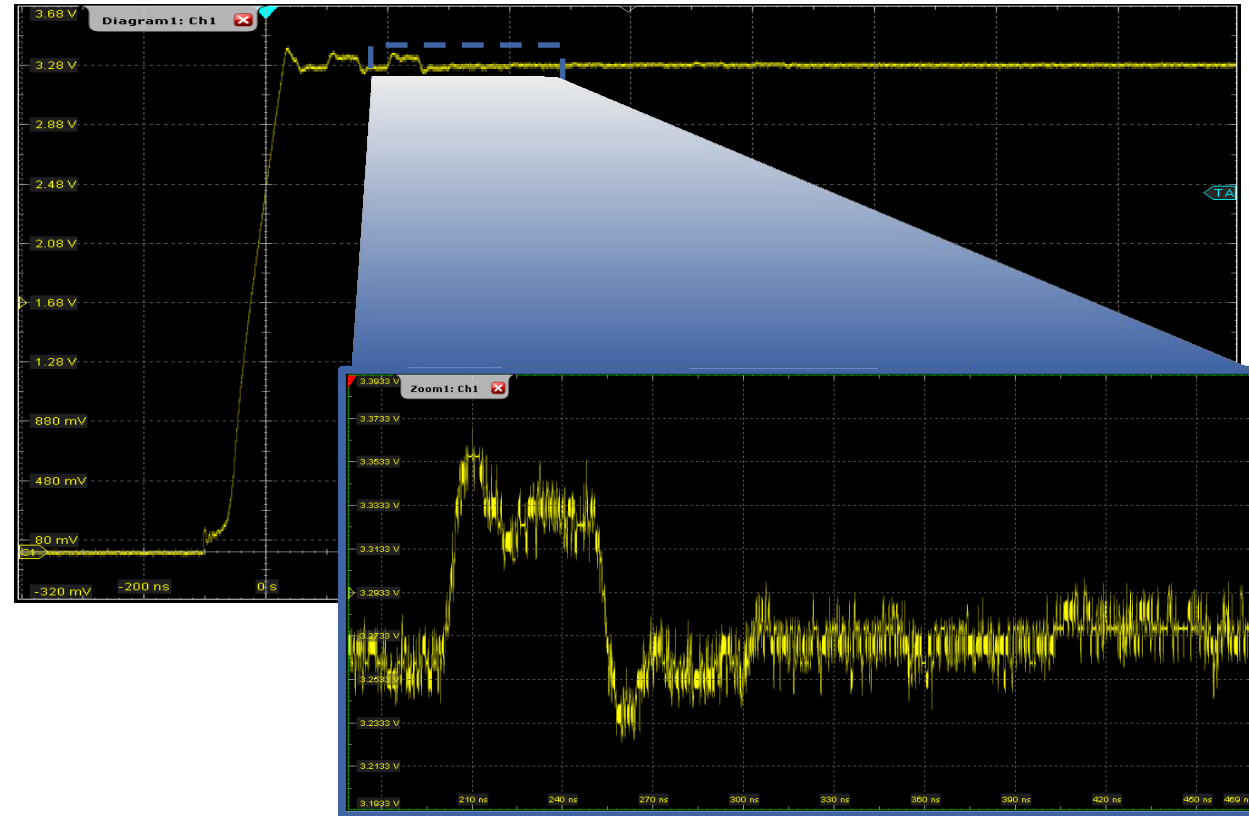 3.68 V
Diagram1: Ch1
3.28 V
2.88 V
2.48 V
TA
2.08 V
1.68 V
1.28 V
880 mV
480 mV
80 mV
C1
-320 mV
-200 ns
0 s
3.3933 V
Zoom1: Ch1
3.3733 V
3.3533 V
3.3333 V
3.3133 V
3.2933 V
3.2733 V
3.2533 V
3.2333 V
3.2133 V
3.1933 V
210 ns
240 ns
270 ns
300 ns
330 ns
360 ns
390 ns
420 ns
450 ns
469 n